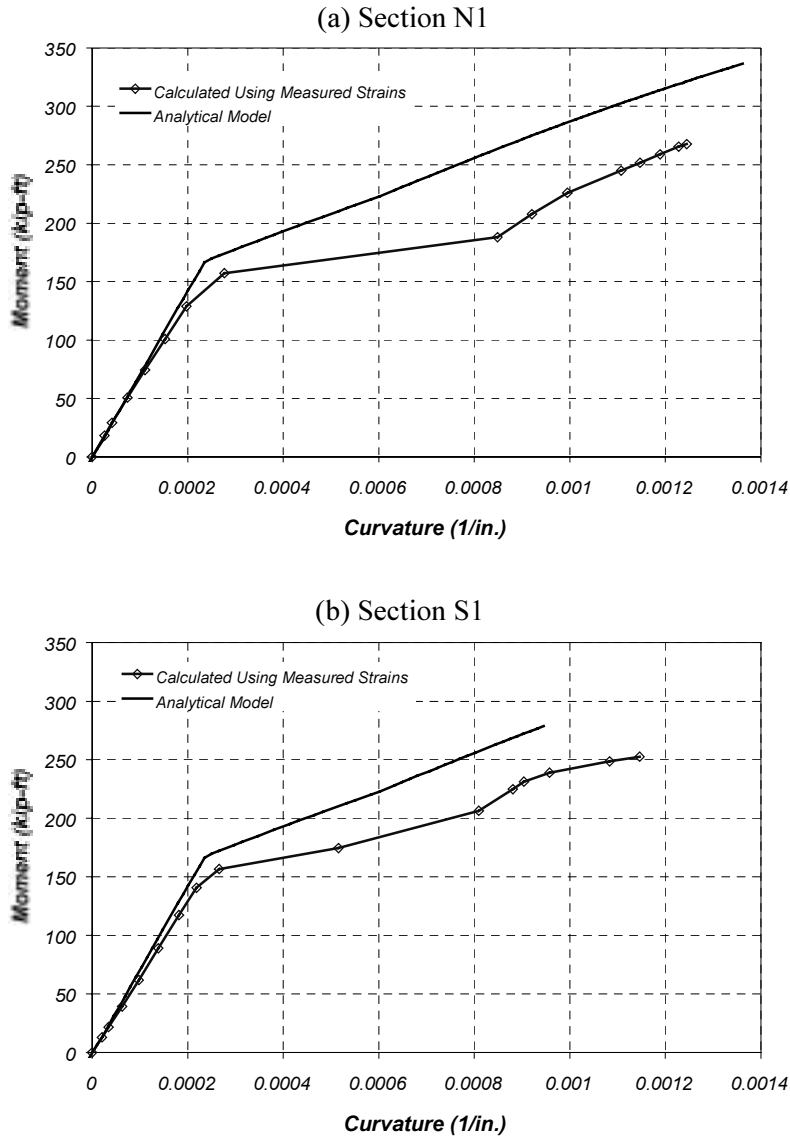 (a) Section N1
350
300
250
200
150
100
50
0
Calculated Using Measured Strains
Analytical Model
Moment (kip-ft)
0 0.0002 0.0004 0.0006 0.0008 0.001 0.0012 0.0014
Curvature (1/in.)
(b) Section S1
350
300
250
200
150
100
50
0
Calculated Using Measured Strains
Analytical Model
Moment (kip-ft)
0 0.0002 0.0004 0.0006 0.0008 0.001 0.0012 0.0014
Curvature (1/in.)